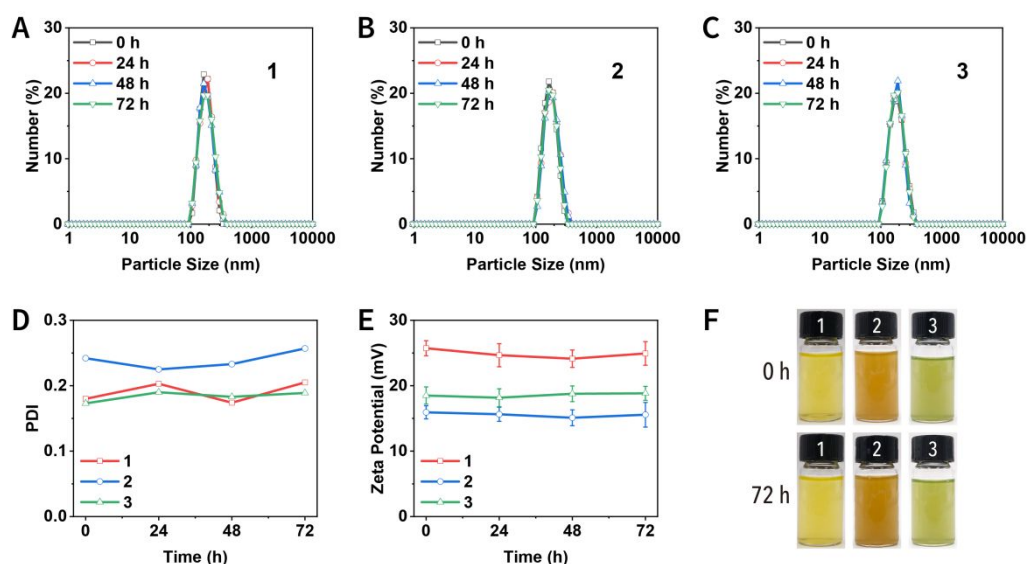 A
30
20
10
0
Number (%)
0 h
24 h
48 h
72 h
1
1 10 100 1000 10000
Particle Size (nm)
B
30
20
10
0
Number (%)
0 h
24 h
48 h
72 h
2
1 10 100 1000 10000
Particle Size (nm)
C
30
20
10
0
Number (%)
0 h
24 h
48 h
72 h
3
1 10 100 1000 10000
Particle Size (nm)
D
0.3
0.2
0.1
0.0
PDI
1
2
3
0 24 48 72
Time (h)
E
30
25
20
15
10
5
0
Zeta Potential (mV)
1
2
3
0 24 48 72
Time (h)
F
0 h
1 2 3
72 h
1 2 3